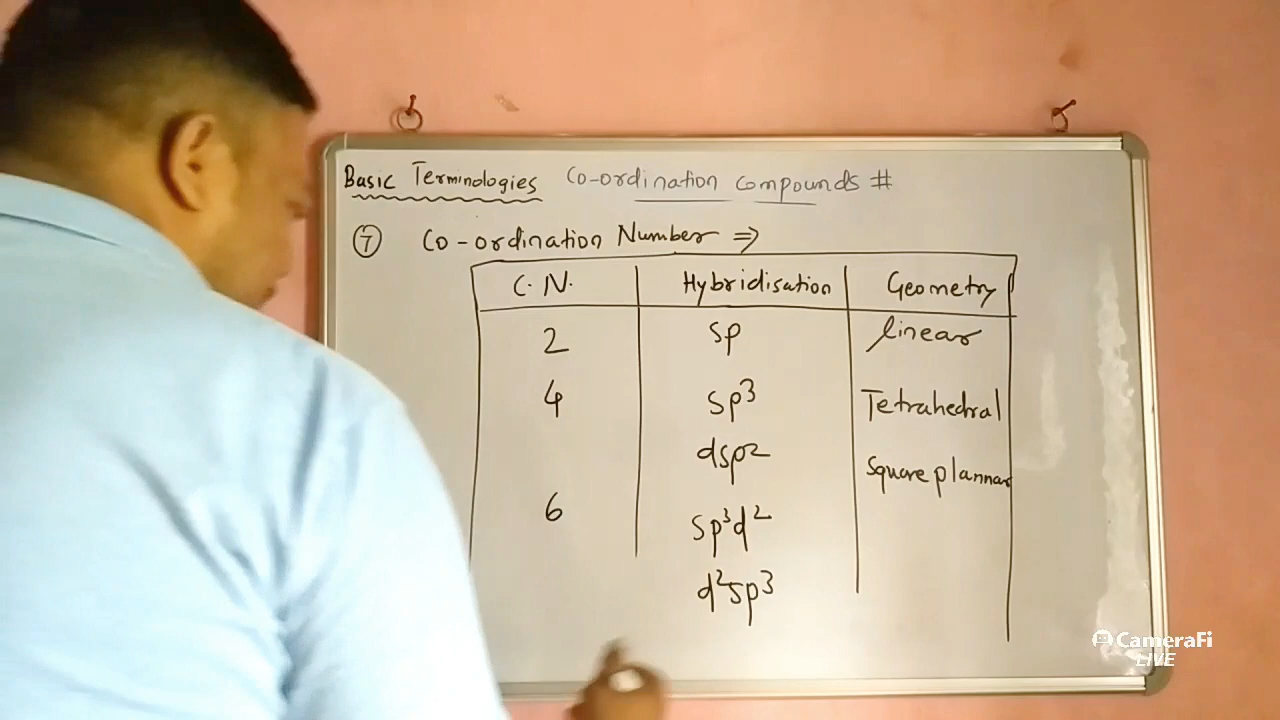 Basic Terminologies Co-ordination compounds #
7 Co-ordination Number ⇒
C.N. Hybridisation Geometry
2 sp linear
4 sp³ Tetrahedral
dsp² Square plannar
6 sp³d²
d²sp³
CameraFi
LIVE